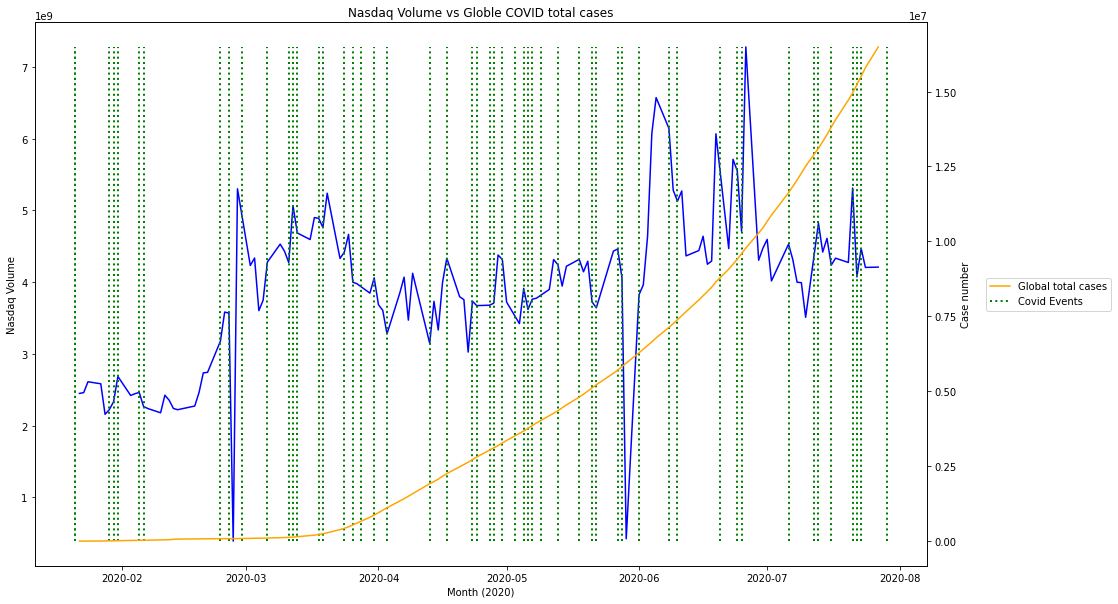 Nasdaq Volume vs Globle COVID total cases
1e9
1e7
7
6
5
4
3
2
1
Nasdaq Volume
1.50
1.25
1.00
0.75
0.50
0.25
0.00
Case number
Global total cases
Covid Events
2020-02
2020-03
2020-04
2020-05
2020-06
2020-07
2020-08
Month (2020)